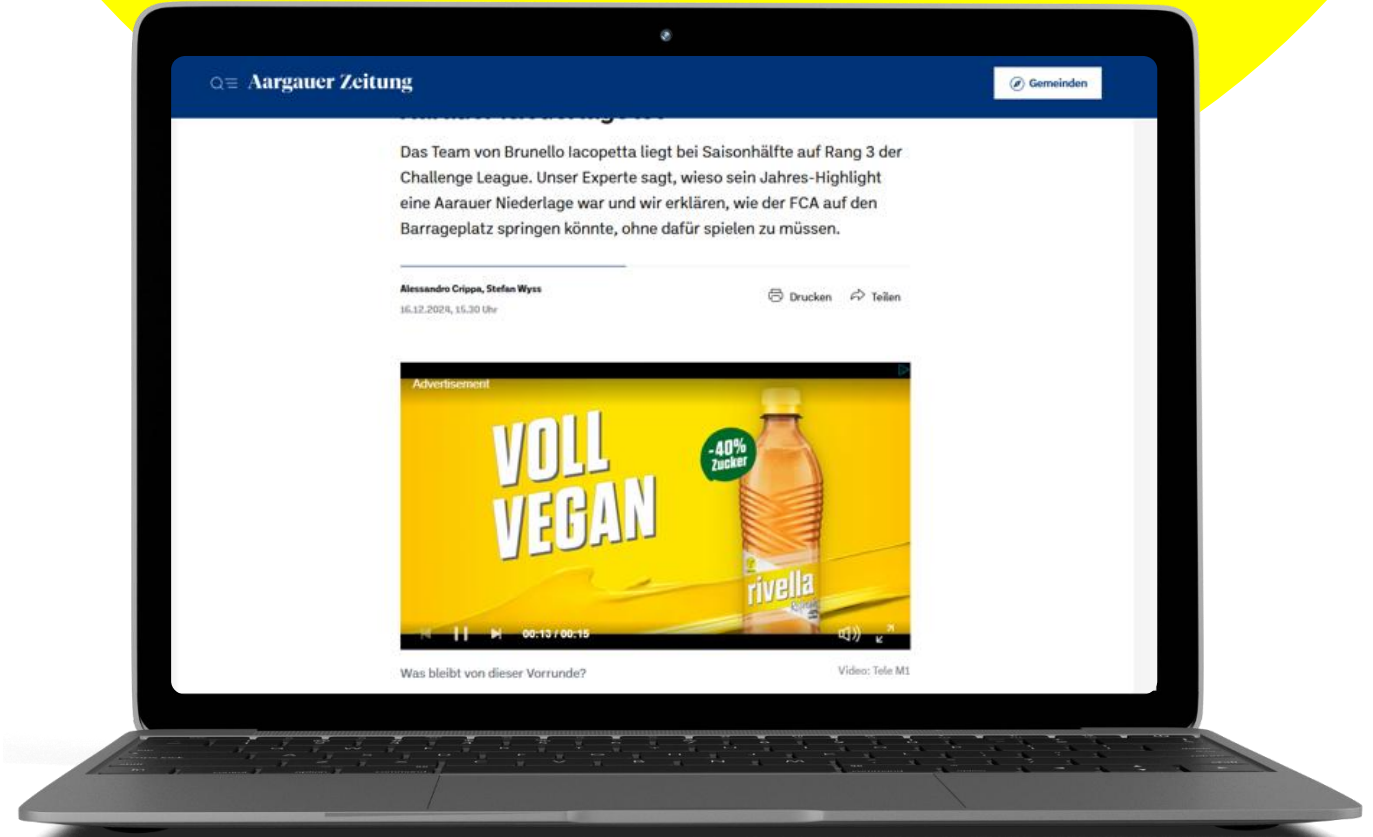 Aargauer Zeitung
Gemeinden
Das Team von Brunello Iacopetta liegt bei Saisonhälfte auf Rang 3 der
Challenge League. Unser Experte sagt, wieso sein Jahres-Highlight
eine Aarauer Niederlage war und wir erklären, wie der FCA auf den
Barrageplatz springen könnte, ohne dafür spielen zu müssen.
Alessandro Crippa, Stefan Wyss
16.12.2024, 15.30 Uhr
Drucken
Teilen
Advertisement
VOLL
VEGAN
-40%
Zucker
rivella
00:13 / 00:15
Was bleibt von dieser Vorrunde?
Video: Tele M1